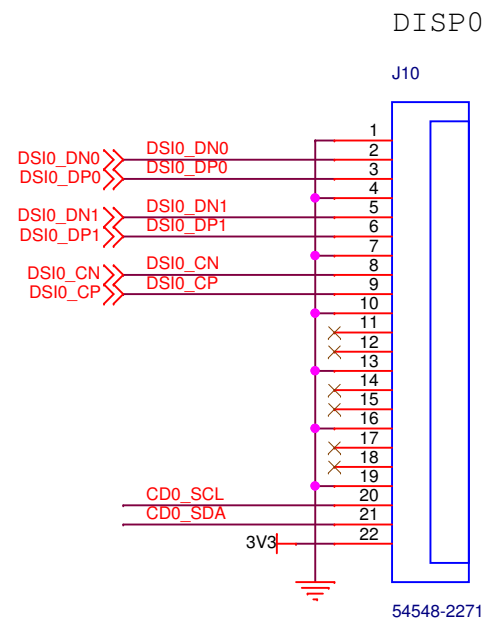 DISP0
J10
1
DSI0_DN0 DSI0_DN0 2
DSI0_DP0 DSI0_DP0 3
4
DSI0_DN1 DSI0_DN1 5
DSI0_DP1 DSI0_DP1 6
7
DSI0_CN DSI0_CN 8
DSI0_CP DSI0_CP 9
10
11
12
13
14
15
16
17
18
19
CD0_SCL 20
CD0_SDA 21
3V3 22
54548-2271